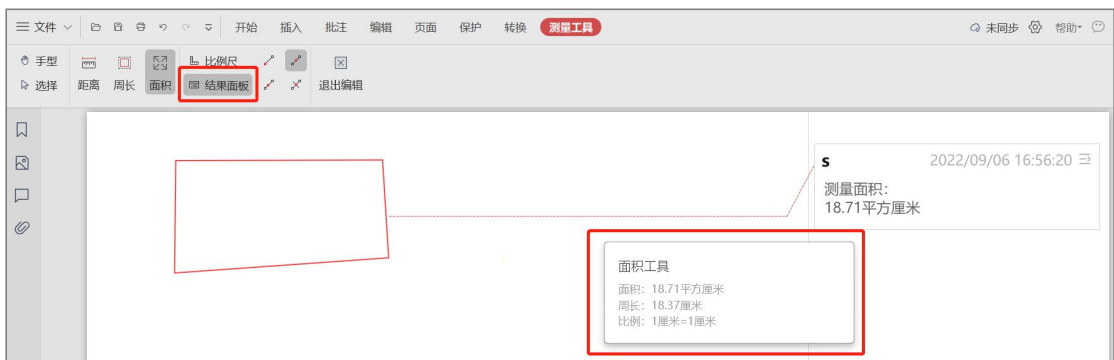 文件 开始 插入 批注 编辑 页面 保护 转换 测量工具 未同步 帮助
手型 比例尺
选择 距离 周长 面积 结果面板 退出编辑
s 2022/09/06 16:56:20
测量面积:
18.71平方厘米
面积工具
面积: 18.71平方厘米
周长: 18.37厘米
比例: 1厘米=1厘米